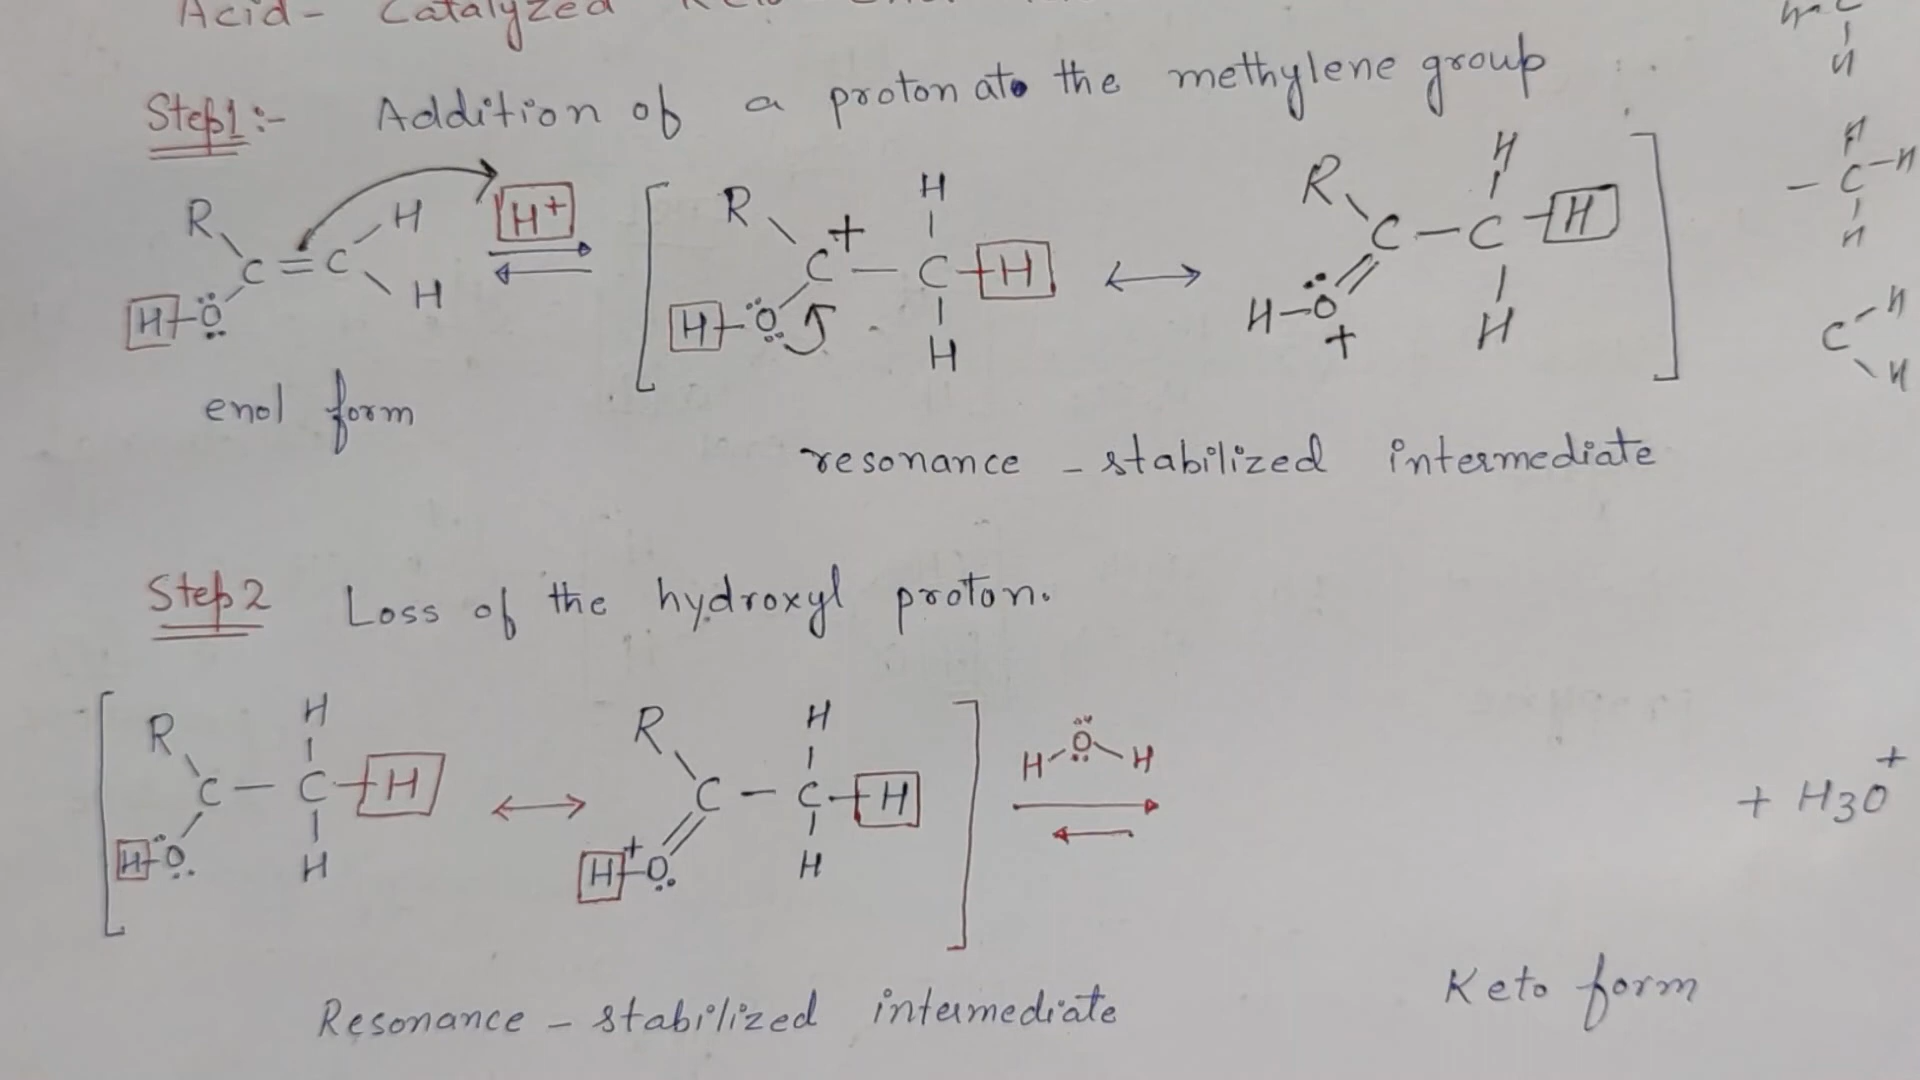 Acid- Catalyzed Keto
Step1:- Addition of a proton at the methylene group
R H H+ R + H R H
C=C C — C H C — C H
H O H H O H H-O + H
enol form
resonance - stabilized intermediate
Step2 Loss of the hydroxyl proton.
R H R H H O H
C — C H C — C H + H3O+
H O H H + O H
Resonance - stabilized intermediate Keto form